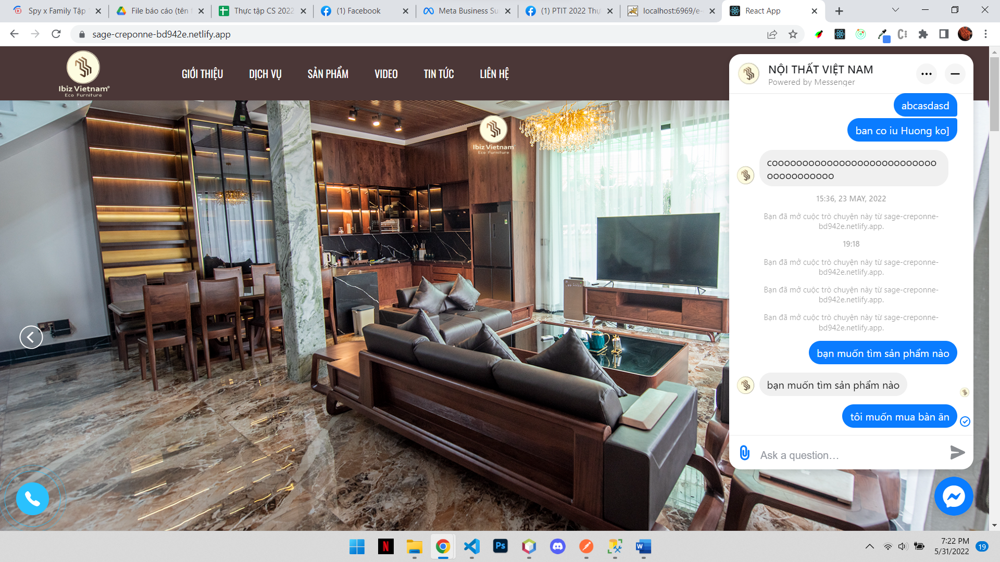 Spy x Family Tập
File báo cáo (tên f
Thực tập CS 2022
(1) Facebook
Meta Business Su
(1) PTIT 2022 Thự
localhost:6969/e-
React App
sage-creponne-bd942e.netlify.app
Ibiz Vietnam®
Eco Furniture
GIỚI THIỆU
DỊCH VỤ
SẢN PHẨM
VIDEO
TIN TỨC
LIÊN HỆ
Ibiz Vietnam
Eco Furniture
NỘI THẤT VIỆT NAM
Powered by Messenger
abcasdasd
ban co iu Huong ko]
coooooooooooooooooooooooooo
ooooooooooo
15:36, 23 MAY, 2022
Bạn đã mở cuộc trò chuyện này từ sage-creponne-
bd942e.netlify.app.
19:18
Bạn đã mở cuộc trò chuyện này từ sage-creponne-
bd942e.netlify.app.
Bạn đã mở cuộc trò chuyện này từ sage-creponne-
bd942e.netlify.app.
Bạn đã mở cuộc trò chuyện này từ sage-creponne-
bd942e.netlify.app.
bạn muốn tìm sản phẩm nào
bạn muốn tìm sản phẩm nào
tôi muốn mua bàn ăn
Ask a question...
N
Ps
W
7:22 PM
5/31/2022
19